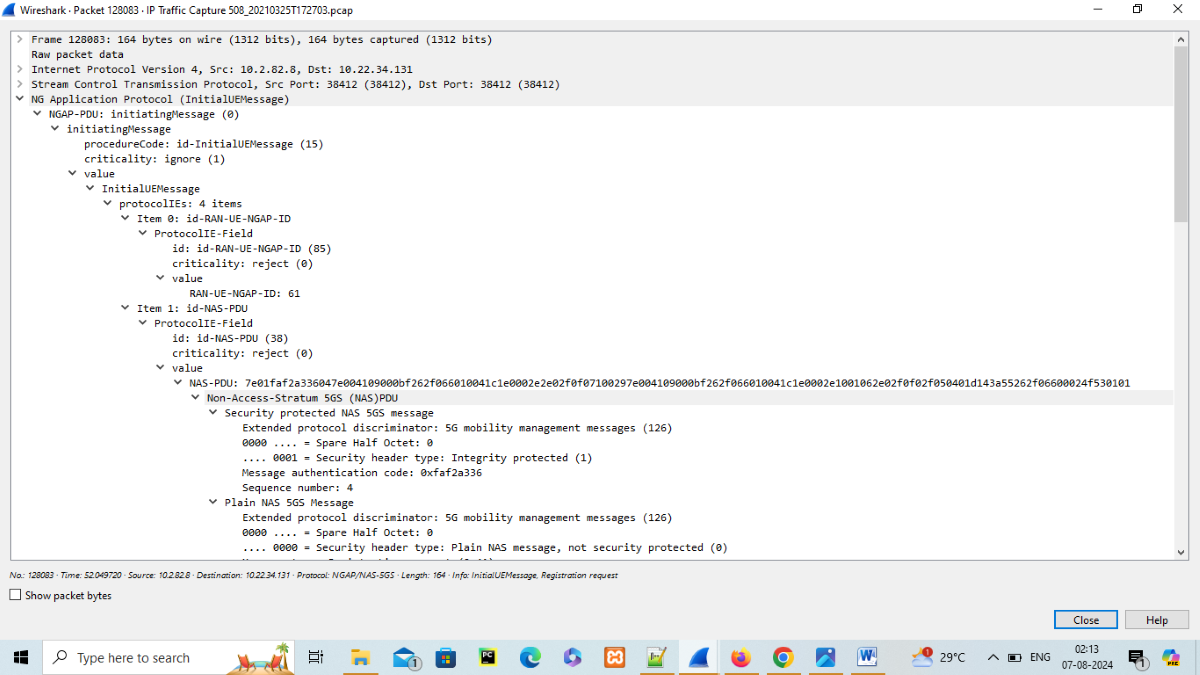 Wireshark · Packet 128083 · IP Traffic Capture 508_20210325T172703.pcap
Frame 128083: 164 bytes on wire (1312 bits), 164 bytes captured (1312 bits)
Raw packet data
Internet Protocol Version 4, Src: 10.2.82.8, Dst: 10.22.34.131
Stream Control Transmission Protocol, Src Port: 38412 (38412), Dst Port: 38412 (38412)
NG Application Protocol (InitialUEMessage)
NGAP-PDU: initiatingMessage (0)
initiatingMessage
procedureCode: id-InitialUEMessage (15)
criticality: ignore (1)
value
InitialUEMessage
protocolIEs: 4 items
Item 0: id-RAN-UE-NGAP-ID
ProtocolIE-Field
id: id-RAN-UE-NGAP-ID (85)
criticality: reject (0)
value
RAN-UE-NGAP-ID: 61
Item 1: id-NAS-PDU
ProtocolIE-Field
id: id-NAS-PDU (38)
criticality: reject (0)
value
NAS-PDU: 7e01faf2a336047e004109000bf262f066010041c1e0002e2e02f0f07100297e004109000bf262f066010041c1e0002e1001062e02f0f02f050401d143a55262f06600024f530101
Non-Access-Stratum 5GS (NAS)PDU
Security protected NAS 5GS message
Extended protocol discriminator: 5G mobility management messages (126)
0000 .... = Spare Half Octet: 0
.... 0001 = Security header type: Integrity protected (1)
Message authentication code: 0xfaf2a336
Sequence number: 4
Plain NAS 5GS Message
Extended protocol discriminator: 5G mobility management messages (126)
0000 .... = Spare Half Octet: 0
.... 0000 = Security header type: Plain NAS message, not security protected (0)
No.: 128083 · Time: 52.049720 · Source: 10.2.82.8 · Destination: 10.22.34.131 · Protocol: NGAP/NAS-5GS · Length: 164 · Info: InitialUEMessage, Registration request
Show packet bytes
Close Help
Type here to search
1
PC
W
29°C
ENG
02:13
07-08-2024
1
PRE